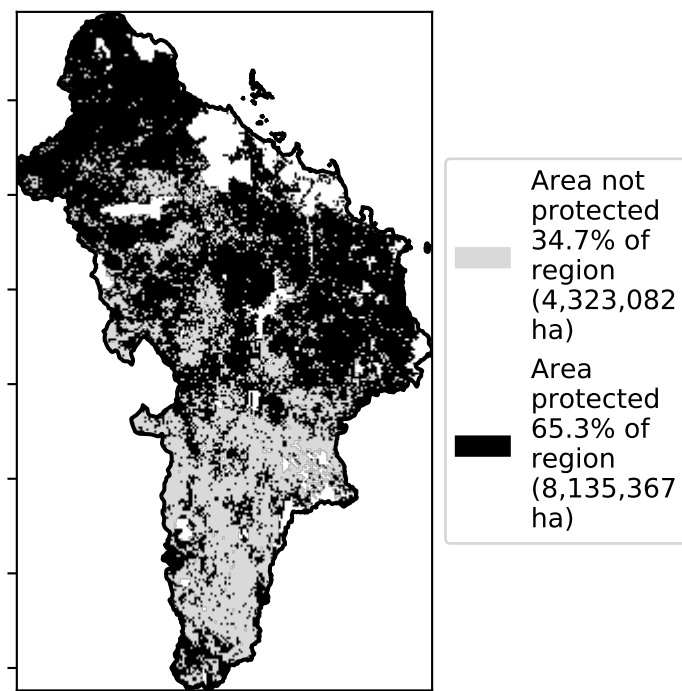 Area not
protected
34.7% of
region
(4,323,082
ha)
Area
protected
65.3% of
region
(8,135,367
ha)